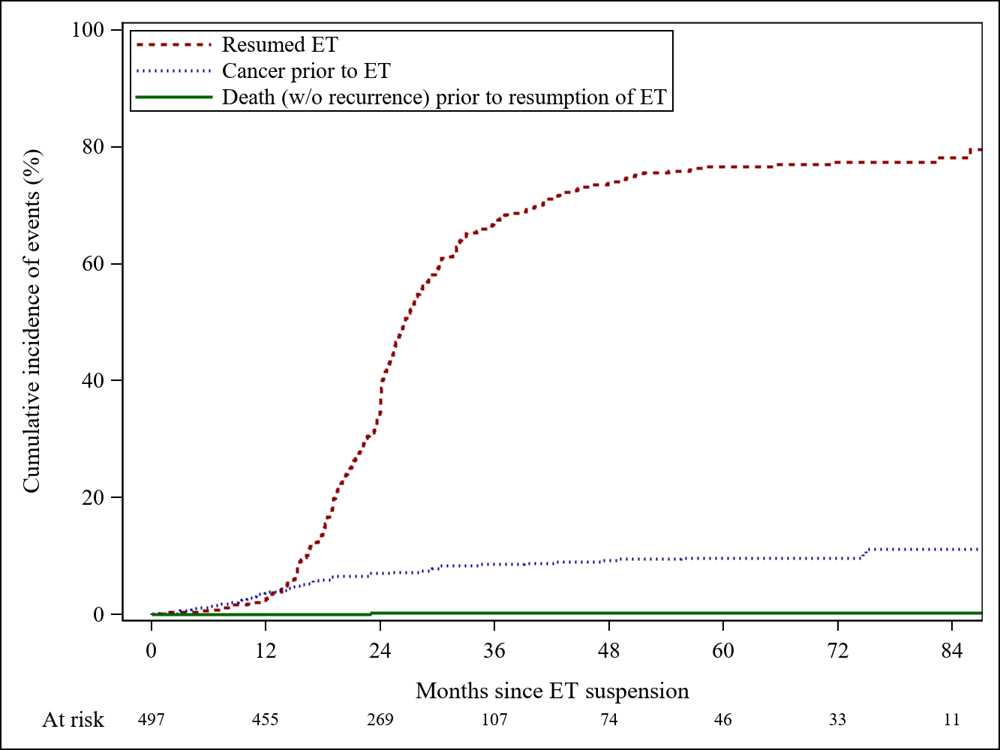 100
80
60
40
20
0
Cumulative incidence of events (%)
Resumed ET
Cancer prior to ET
Death (w/o recurrence) prior to resumption of ET
0 12 24 36 48 60 72 84
Months since ET suspension
At risk 497 455 269 107 74 46 33 11